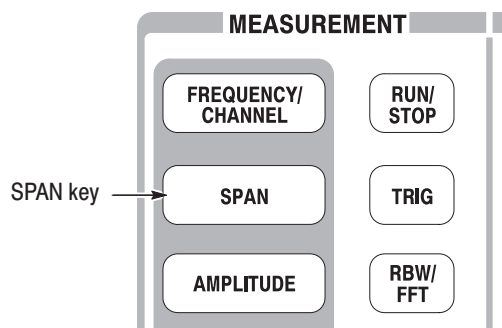 MEASUREMENT
FREQUENCY/
CHANNEL
RUN/
STOP
SPAN key
SPAN
TRIG
AMPLITUDE
RBW/
FFT